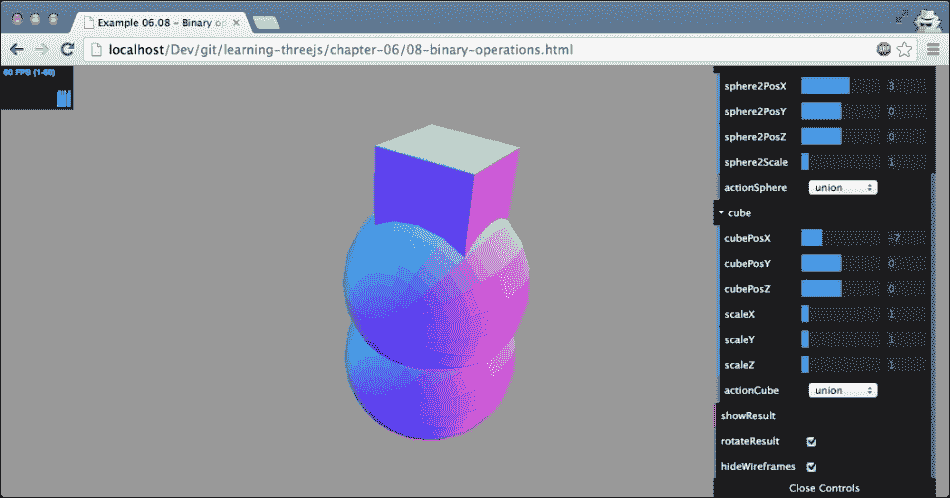 Example 06.08 – Binary op
localhost/Dev/git/learning-threejs/chapter-06/08-binary-operations.html
60 FPS (1-60)
sphere2PosX 3
sphere2PosY 0
sphere2PosZ 0
sphere2Scale 1
actionSphere union
cube
cubePosX -7
cubePosY 0
cubePosZ 0
scaleX 1
scaleY 1
scaleZ 1
actionCube union
showResult
rotateResult
hideWireframes
Close Controls